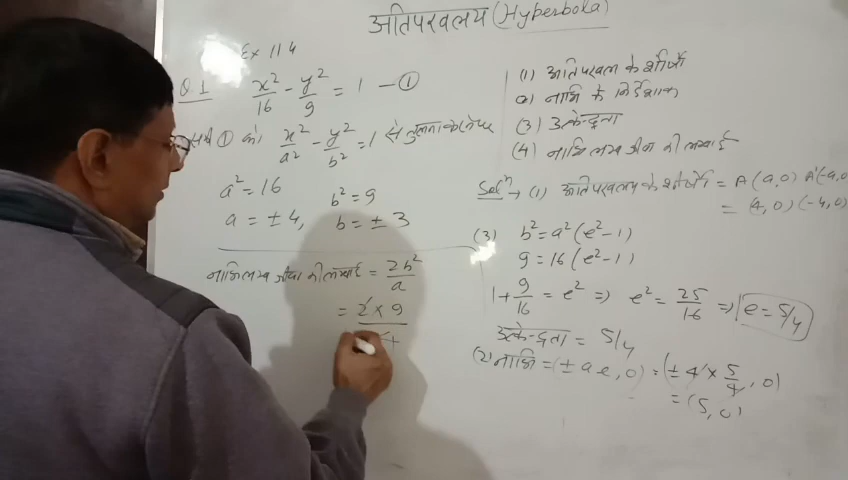 अतिपरवलय (Hyberbola)
Ex 11.4
Q.1 x²/16 - y²/9 = 1 — ①
समी ① को x²/a² - y²/b² = 1 से तुलना करने पर
a² = 16 b² = 9
a = ± 4, b = ± 3
नाभिलम्ब जीवा की लम्बाई = 2b²/a
= 2 × 9
(1) अतिपरवलय के शीर्षों
(2) नाभि के निर्देशांक
(3) उत्केन्द्रता
(4) नाभिलम्ब जीवा की लम्बाई
Solⁿ → (1) अतिपरवलय के शीर्षों = A (a, 0) A'(-a, 0
= (4, 0) (-4, 0)
(3) b² = a² (e²-1)
9 = 16 (e²-1)
1 + 9/16 = e² ⇒ e² = 25/16 ⇒ e = 5/4
उत्केन्द्रता = 5/4
(2) नाभि = (± a e, 0) = (± 4 × 5/4, 0)
= (5, 0)